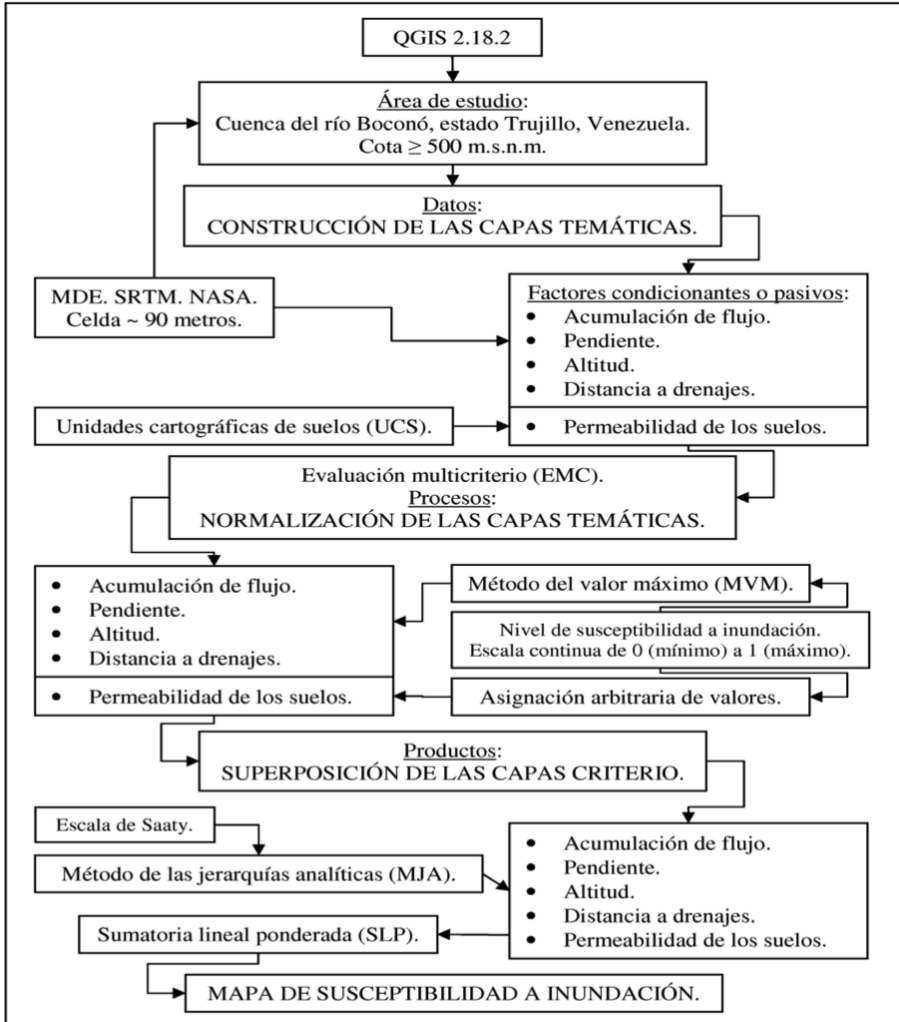 QGIS 2.18.2
Área de estudio:
Cuenca del río Boconó, estado Trujillo, Venezuela.
Cota ≥ 500 m.s.n.m.
Datos:
CONSTRUCCIÓN DE LAS CAPAS TEMÁTICAS.
MDE. SRTM. NASA.
Celda ~ 90 metros.
Factores condicionantes o pasivos:
• Acumulación de flujo.
• Pendiente.
• Altitud.
• Distancia a drenajes.
Unidades cartográficas de suelos (UCS).
• Permeabilidad de los suelos.
Evaluación multicriterio (EMC).
Procesos:
NORMALIZACIÓN DE LAS CAPAS TEMÁTICAS.
• Acumulación de flujo.
• Pendiente.
• Altitud.
• Distancia a drenajes.
• Permeabilidad de los suelos.
Método del valor máximo (MVM).
Nivel de susceptibilidad a inundación.
Escala continua de 0 (mínimo) a 1 (máximo).
Asignación arbitraria de valores.
Productos:
SUPERPOSICIÓN DE LAS CAPAS CRITERIO.
Escala de Saaty.
Método de las jerarquías analíticas (MJA).
• Acumulación de flujo.
• Pendiente.
• Altitud.
• Distancia a drenajes.
• Permeabilidad de los suelos.
Sumatoria lineal ponderada (SLP).
MAPA DE SUSCEPTIBILIDAD A INUNDACIÓN.